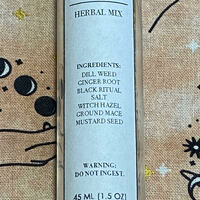 HERBAL MIX
INGREDIENTS:
DILL WEED
GINGER ROOT
BLACK RITUAL
SALT
WITCH HAZEL
GROUND MACE
MUSTARD SEED
WARNING:
DO NOT INGEST.
45 ML (1.5 OZ)